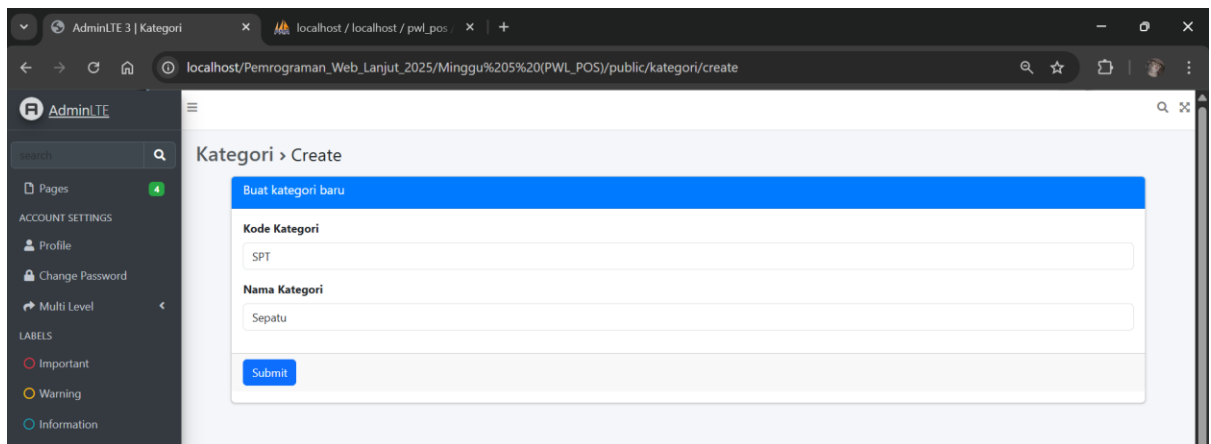 AdminLTE 3 | Kategori
localhost / localhost / pwl_pos /
localhost/Pemrograman_Web_Lanjut_2025/Minggu%205%20(PWL_POS)/public/kategori/create
AdminLTE
search
Pages 4
ACCOUNT SETTINGS
Profile
Change Password
Multi Level
LABELS
Important
Warning
Information
Kategori › Create
Buat kategori baru
Kode Kategori
SPT
Nama Kategori
Sepatu
Submit